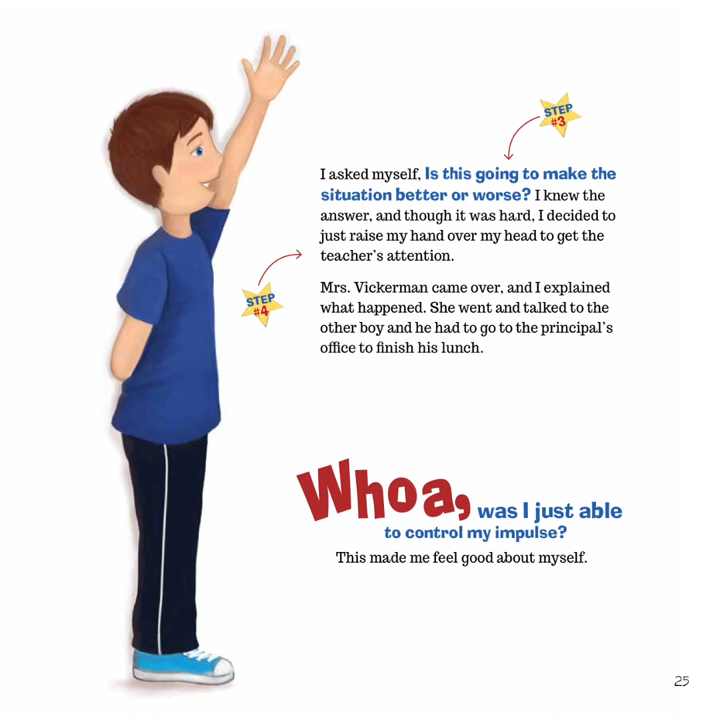 STEP
#3
I asked myself, Is this going to make the
situation better or worse? I knew the
answer, and though it was hard, I decided to
just raise my hand over my head to get the
teacher's attention.
STEP
#4
Mrs. Vickerman came over, and I explained
what happened. She went and talked to the
other boy and he had to go to the principal's
office to finish his lunch.
Whoa, was I just able
to control my impulse?
This made me feel good about myself.
25